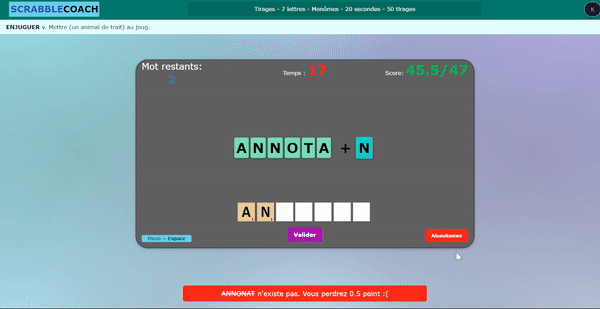 SCRABBLECOACH
Tirages - 7 lettres - Monômes - 20 secondes - 50 tirages
K
ENJUGUER v. Mettre (un animal de trait) au joug.
Mot restants:
2
Temps : 17
Score: 45.5/47
ANNOTA + N
AN
Pause = Espace
Valider
Abandonner
ANNONAT n'existe pas. Vous perdrez 0.5 point :(